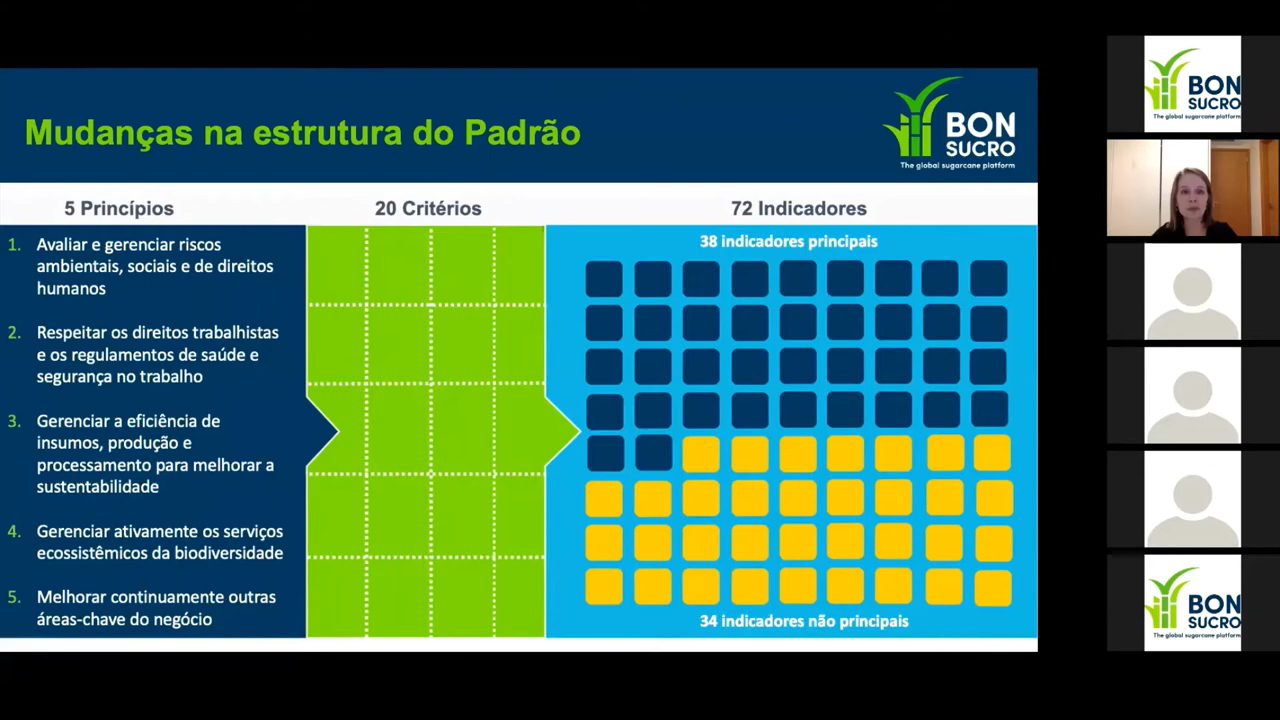 Mudanças na estrutura do Padrão
BON
SUCRO
The global sugarcane platform
5 Princípios
20 Critérios
72 Indicadores
1. Avaliar e gerenciar riscos
ambientais, sociais e de direitos
humanos
2. Respeitar os direitos trabalhistas
e os regulamentos de saúde e
segurança no trabalho
3. Gerenciar a eficiência de
insumos, produção e
processamento para melhorar a
sustentabilidade
4. Gerenciar ativamente os serviços
ecossistêmicos da biodiversidade
5. Melhorar continuamente outras
áreas-chave do negócio
38 indicadores principais
34 indicadores não principais
BON
SUCRO
The global sugarcane platform
BON
SUCRO
The global sugarcane platform